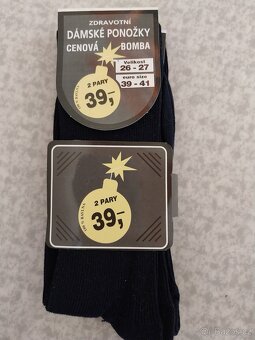 ZDRAVOTNÍ
DÁMSKÉ PONOŽKY
CENOVÁ BOMBA
Velikost
26 - 27
euro size
39 - 41
2 PÁRY
39,-
2 PÁRY
39,-